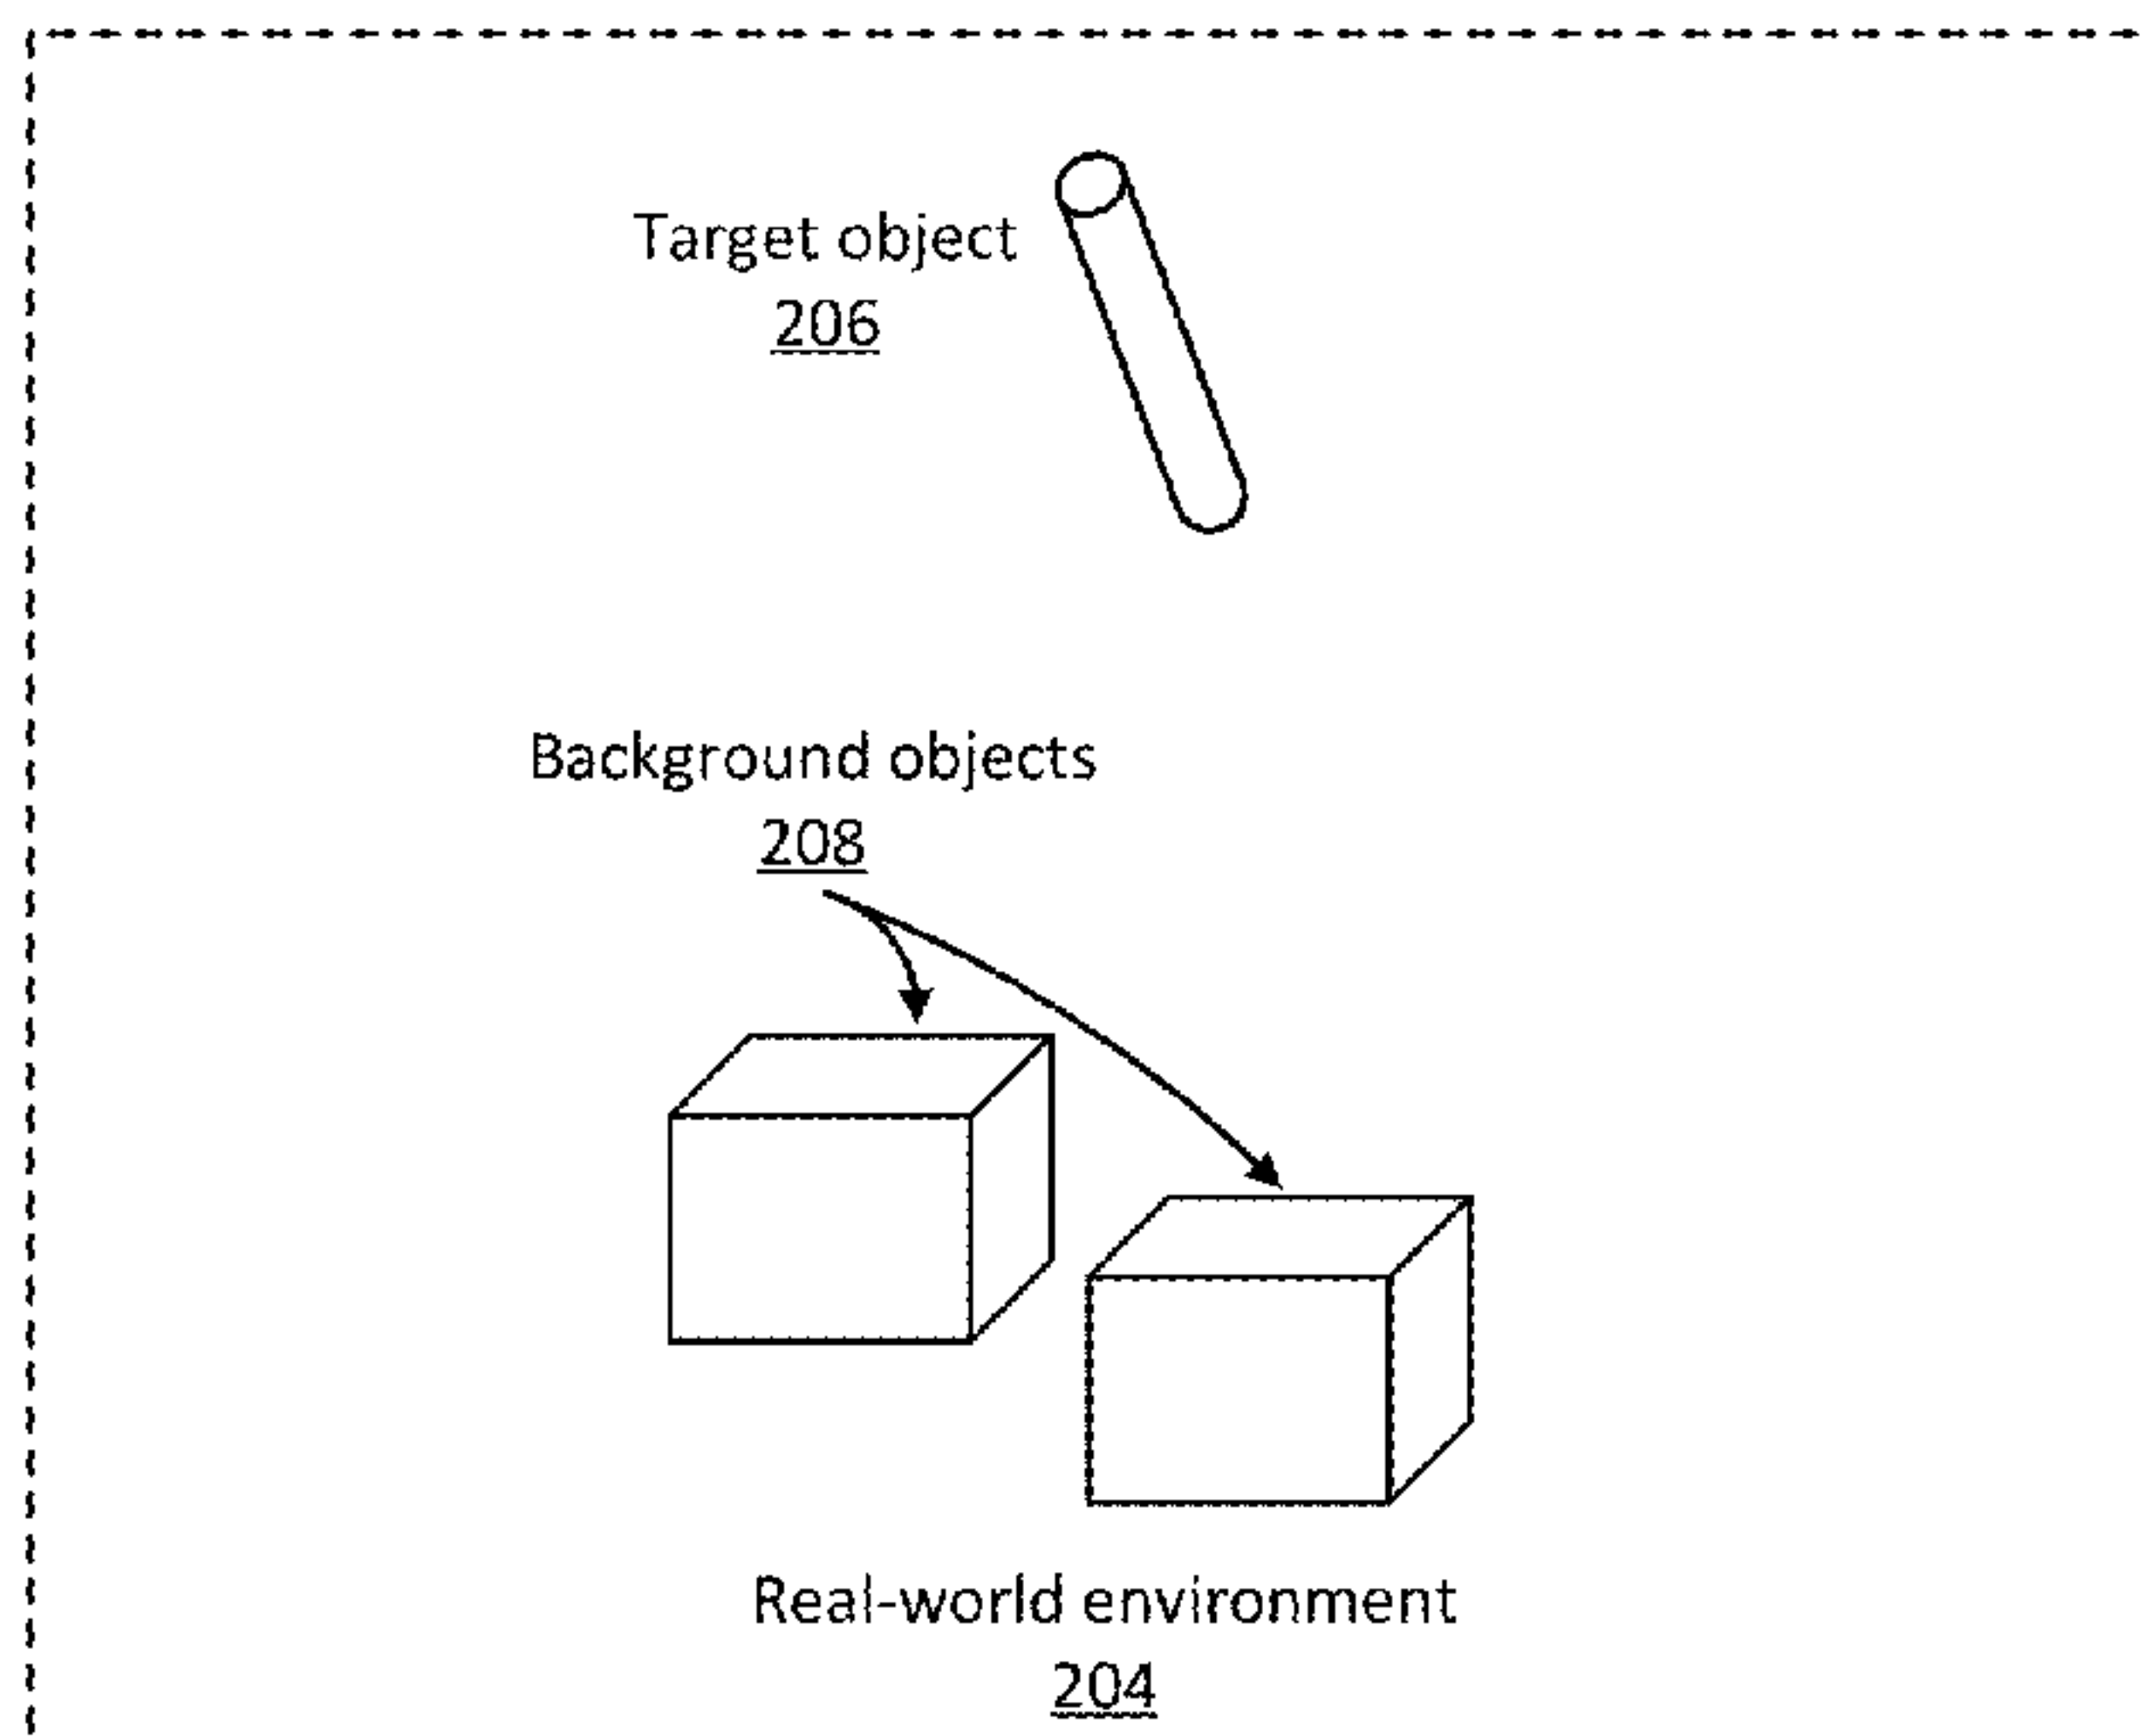 Target object
206
Background objects
208
Real-world environment
204